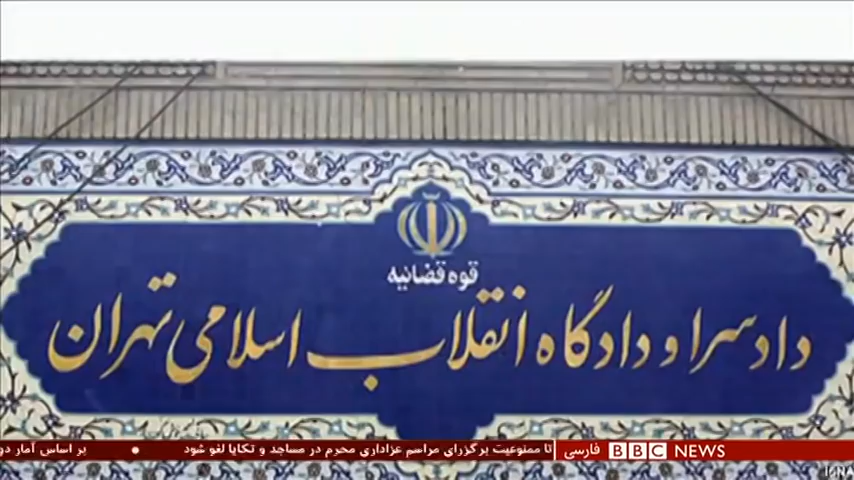 قوه قضائیه
دادسرا و دادگاه انقلاب اسلامی تهران
BBC NEWS فارسی
تا ممنوعیت برگزاری مراسم عزاداری محرم در مساجد و تکایا لغو شود • بر اساس آمار دو